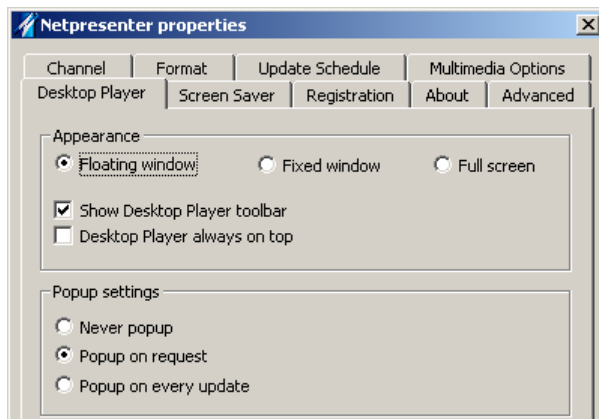 Netpresenter properties
Channel Format Update Schedule Multimedia Options
Desktop Player Screen Saver Registration About Advanced
Appearance
Floating window Fixed window Full screen
Show Desktop Player toolbar
Desktop Player always on top
Popup settings
Never popup
Popup on request
Popup on every update